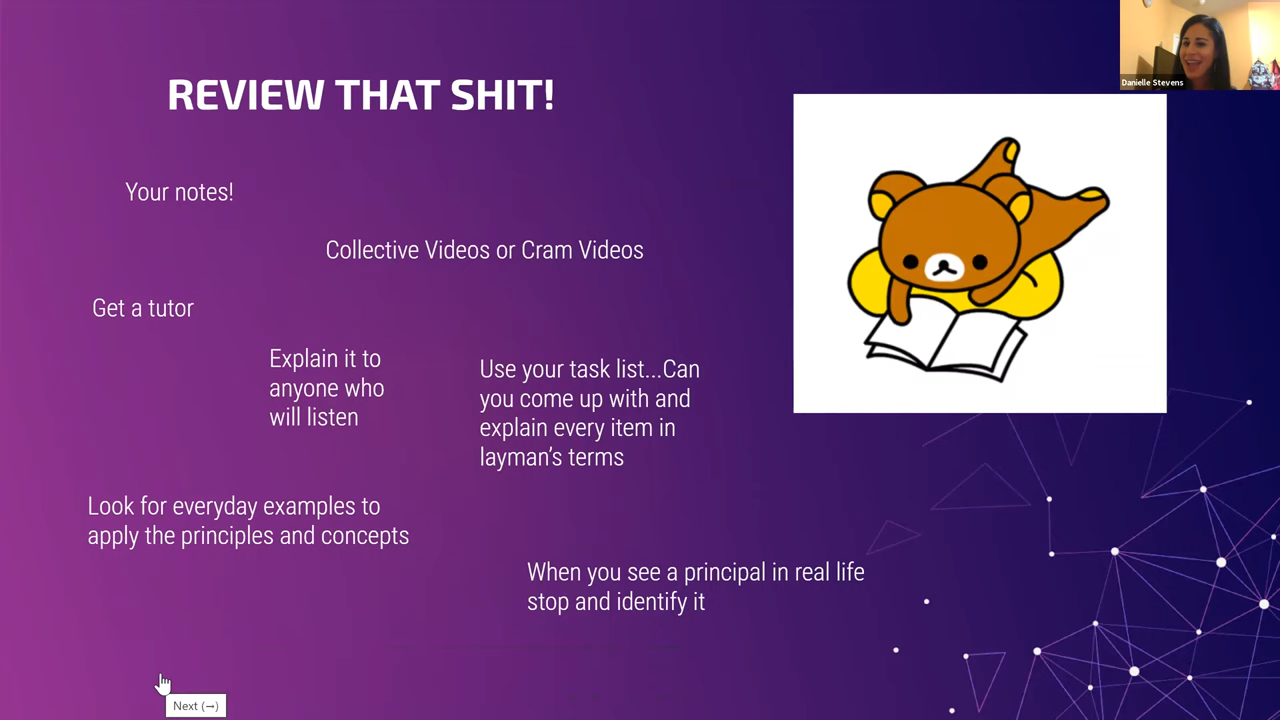 REVIEW THAT SHIT!
Danielle Stevens
Your notes!
Collective Videos or Cram Videos
Get a tutor
Explain it to
anyone who
will listen
Use your task list...Can
you come up with and
explain every item in
layman's terms
Look for everyday examples to
apply the principles and concepts
When you see a principal in real life
stop and identify it
Next (→)